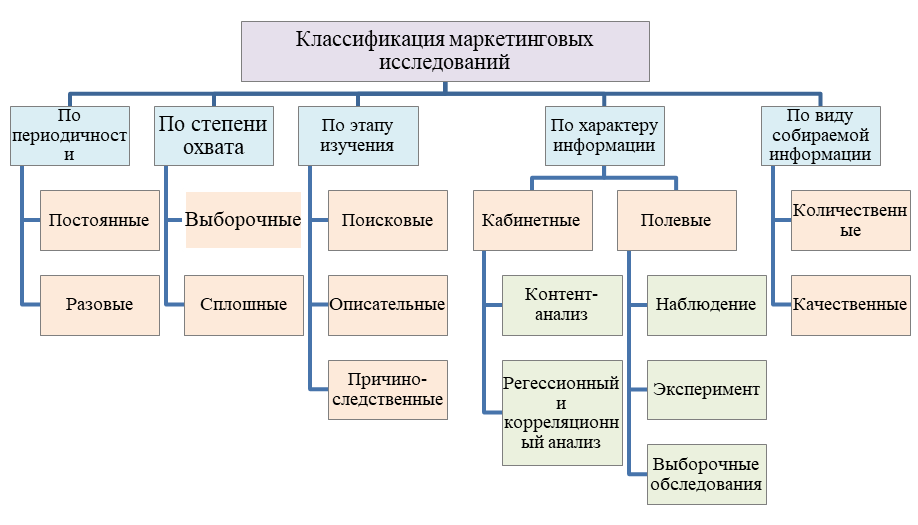 Классификация маркетинговых
исследований
По
периодичност
и
По степени
охвата
По этапу
изучения
По характеру
информации
По виду
собираемой
информации
Постоянные
Выборочные
Поисковые
Кабинетные
Полевые
Количественн
ые
Разовые
Сплошные
Описательные
Контент-
анализ
Наблюдение
Качественные
Причино-
следственные
Регессионный
и
корреляционн
ый анализ
Эксперимент
Выборочные
обследования